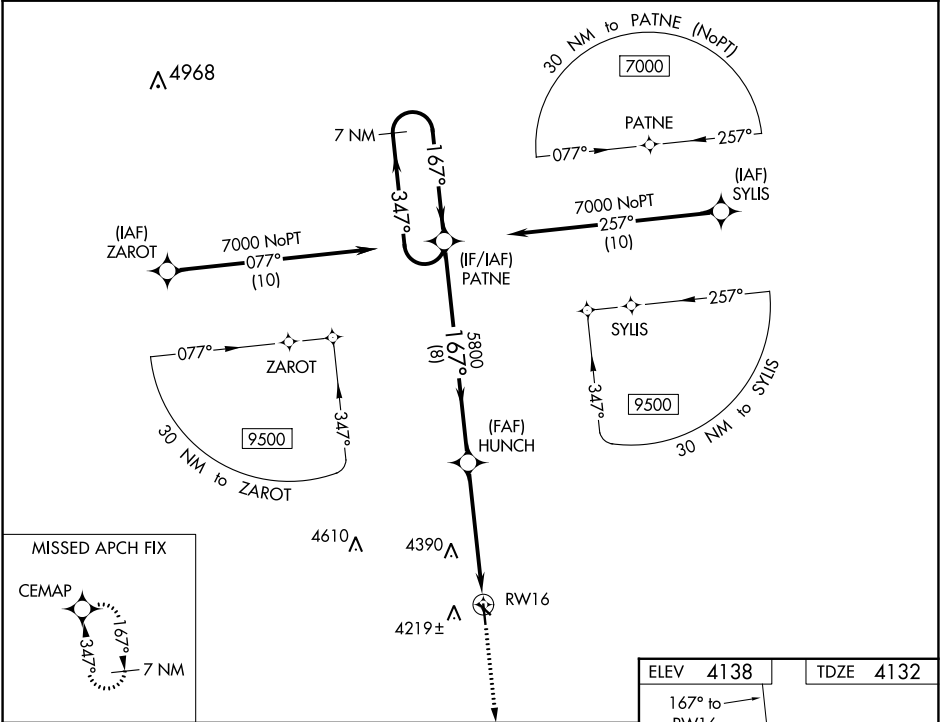 4968
30 NM to PATNE (NoPT)
7000
PATNE
077°
257°
7 NM
167°
347°
(IAF)
ZAROT
7000 NoPT
077°
(10)
(IF/IAF)
PATNE
7000 NoPT
257°
(10)
(IAF)
SYLIS
5800
167°
(8)
077°
ZAROT
347°
9500
30 NM to ZAROT
257°
SYLIS
347°
9500
30 NM to SYLIS
(FAF)
HUNCH
4610
4390
RW16
4219±
MISSED APCH FIX
CEMAP
167°
347°
7 NM
ELEV 4138
TDZE 4132
167° to
RW16